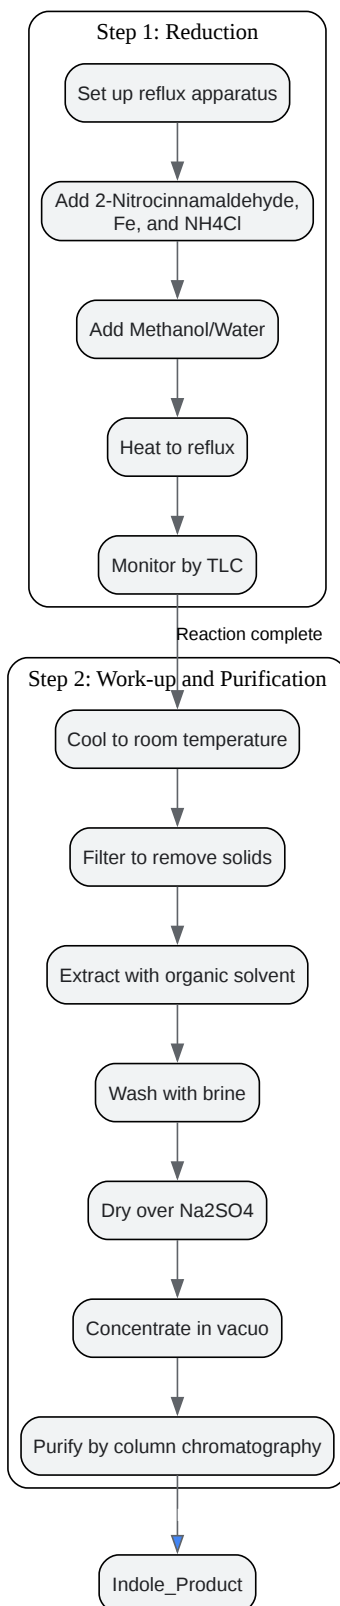 Step 1: Reduction
Set up reflux apparatus
Add 2-Nitrocinnamaldehyde,
Fe, and NH4Cl
Add Methanol/Water
Heat to reflux
Monitor by TLC
Reaction complete
Step 2: Work-up and Purification
Cool to room temperature
Filter to remove solids
Extract with organic solvent
Wash with brine
Dry over Na2SO4
Concentrate in vacuo
Purify by column chromatography
Indole_Product